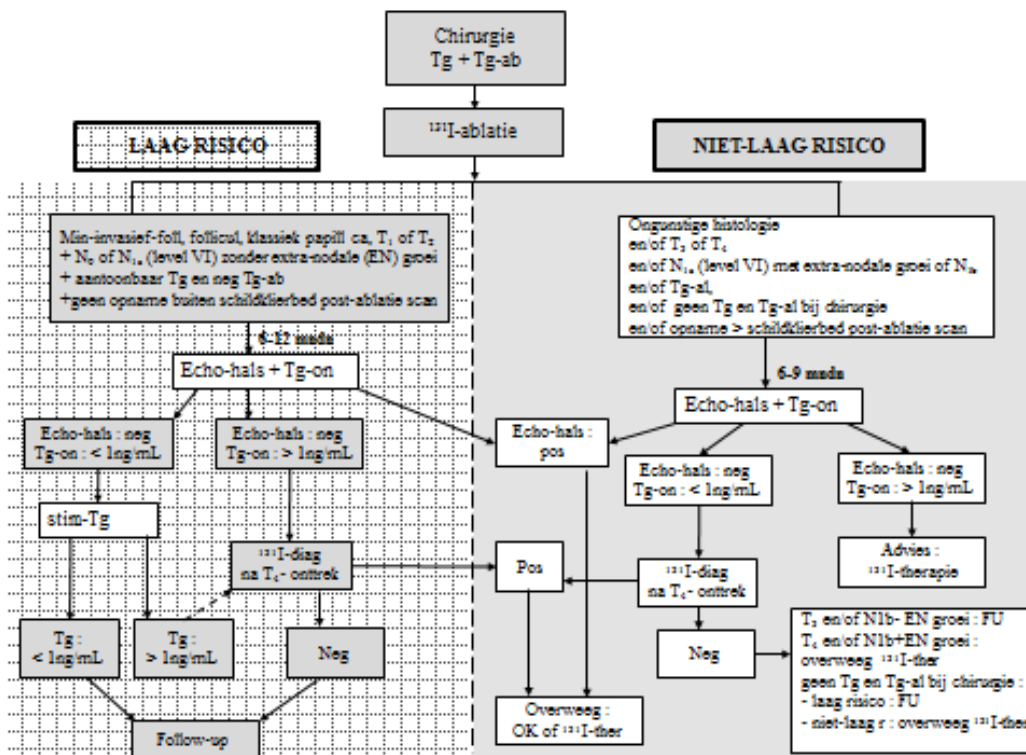 Chirurgie
Tg + Tg-ab
¹³¹I-ablatie
LAAG RISICO
NIET-LAAG RISICO
Min-invasief-foll, follicul, klassiek papill ca, T₁ of T₂
+ N₀ of N₁ₐ (level VI) zonder extra-nodale (EN) groei
+ aantoonbaar Tg en neg Tg-ab
+geen opname buiten schildklierbed post-ablatie scan
Ongunstige histologie
en/of T₃ of T₄
en/of N₁ₐ (level VI) met extra-nodale groei of
en/of Tg-al,
en/of geen Tg en Tg-al bij chirurgie
en/of opname > schildklierbed post-ablatie scan
6-12 mnda
Echo-hals + Tg-on
6-9 mnda
Echo-hals + Tg-on
Echo-hals : neg
Tg-on : < 1ng/mL
Echo-hals : neg
Tg-on : > 1ng/mL
Echo-hals :
pos
Echo-hals : neg
Tg-on : < 1ng/mL
Echo-hals : neg
Tg-on : > 1ng/mL
stim-Tg
¹³¹I-diag
na T₄- onttrek
Pos
¹³¹I-diag
na T₄- onttrek
Advies :
¹³¹I-therapie
Tg :
< 1ng/mL
Tg :
> 1ng/mL
Neg
Neg
T₃ en/of N1b- EN groei : FU
T₄ en/of N1b+EN groei :
overweeg ¹³¹I-ther
geen Tg en Tg-al bij chirurgie :
- laag risico : FU
- niet-laag r : overweeg ¹³¹I-ther
Overweeg :
OK of ¹³¹I-ther
Follow-up